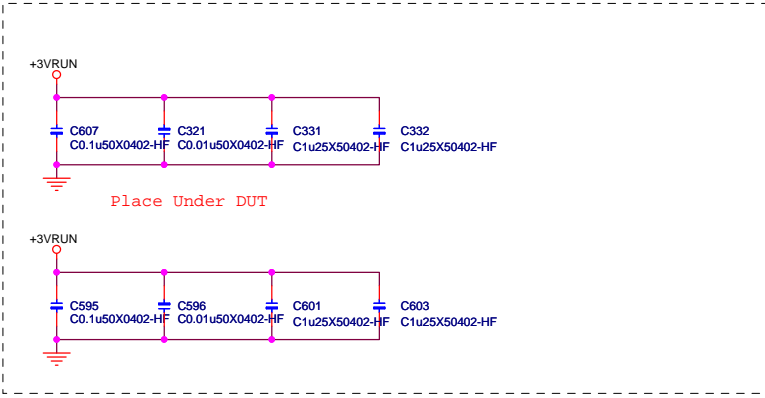 +3VRUN
C607 C321 C331 C332
C0.1u50X0402-HF C0.01u50X0402-HF C1u25X50402-HF C1u25X50402-HF
Place Under DUT
+3VRUN
C595 C596 C601 C603
C0.1u50X0402-HF C0.01u50X0402-HF C1u25X50402-HF C1u25X50402-HF